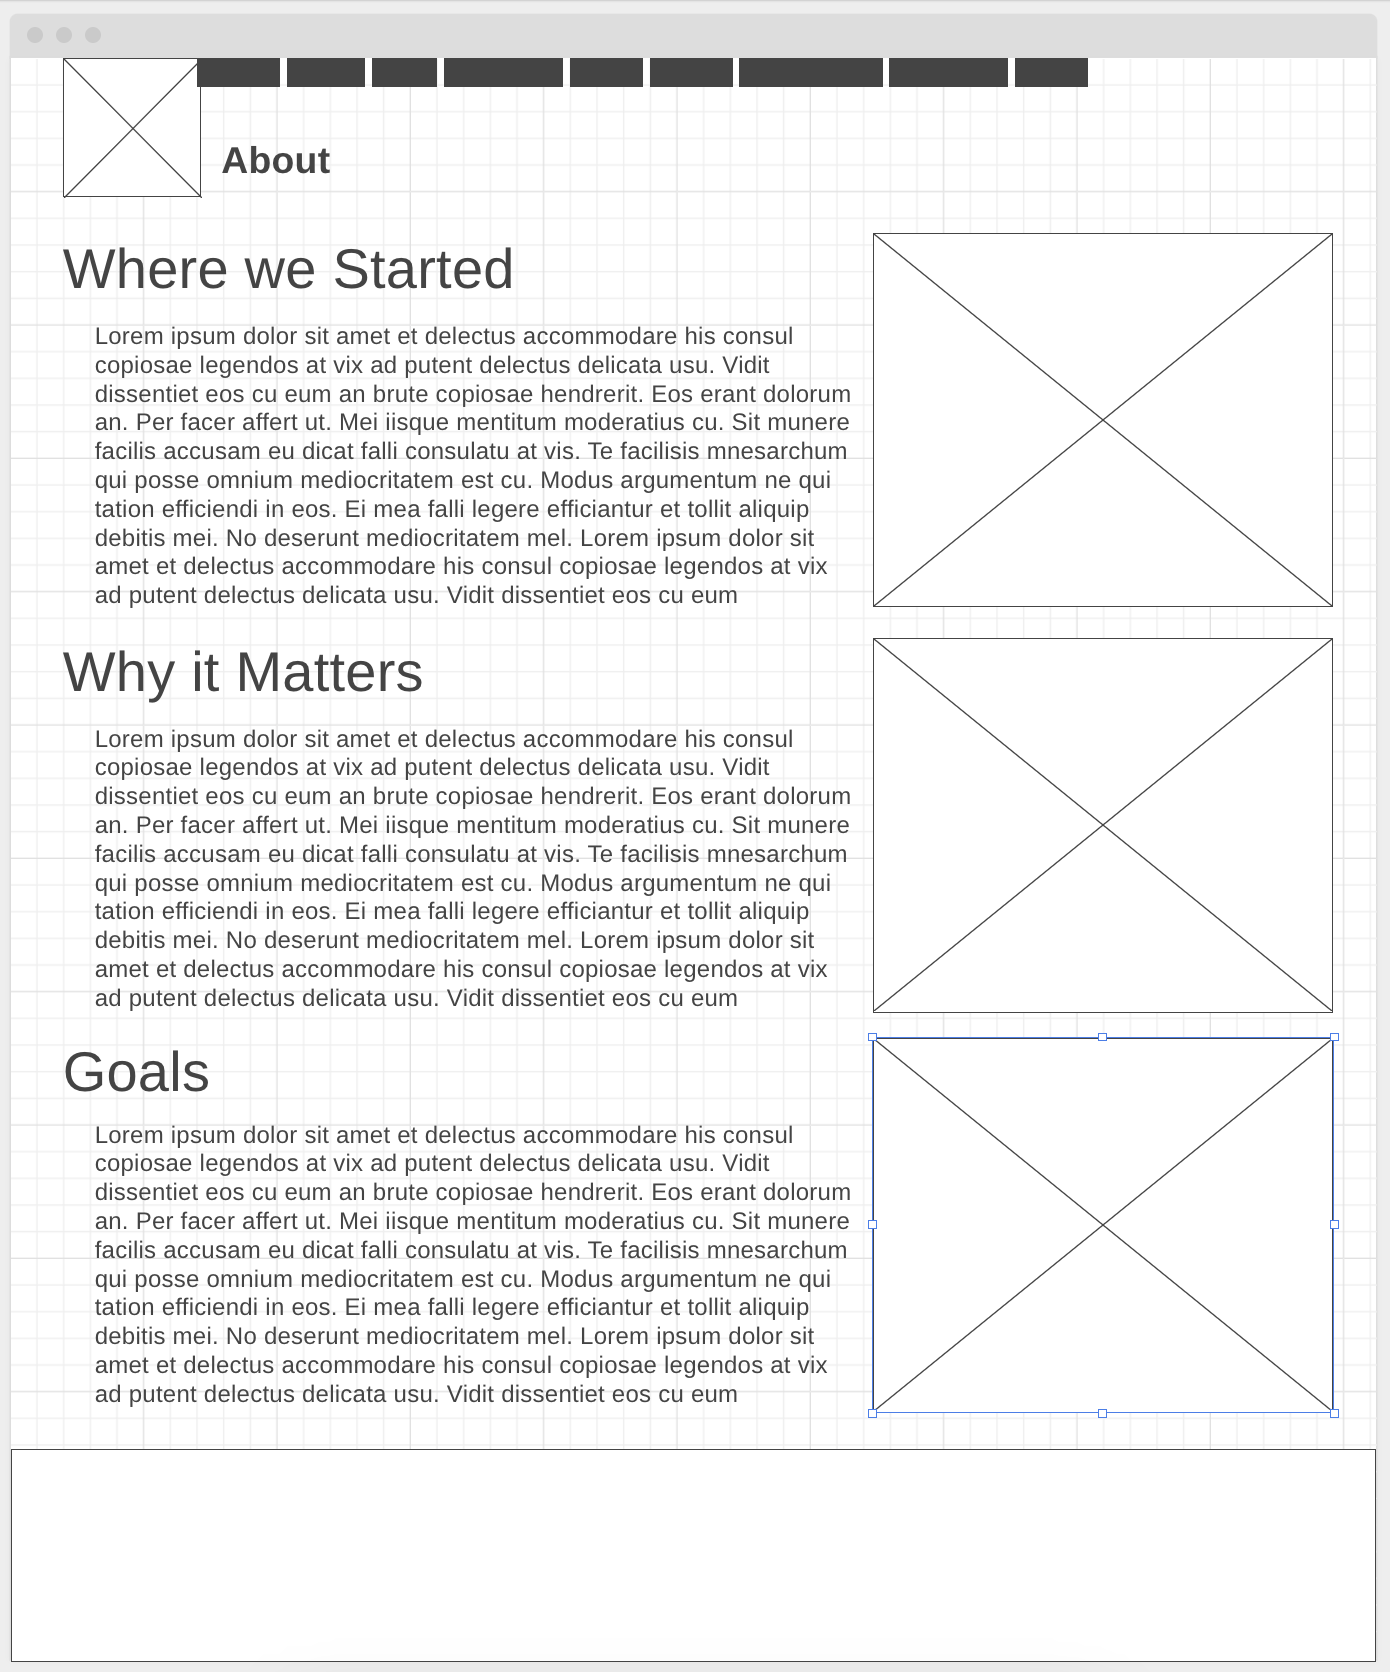 About
Where we Started
Lorem ipsum dolor sit amet et delectus accommodare his consul
copiosae legendos at vix ad putent delectus delicata usu. Vidit
dissentiet eos cu eum an brute copiosae hendrerit. Eos erant dolorum
an. Per facer affert ut. Mei iisque mentitum moderatius cu. Sit munere
facilis accusam eu dicat falli consulatu at vis. Te facilisis mnesarchum
qui posse omnium mediocritatem est cu. Modus argumentum ne qui
tation efficiendi in eos. Ei mea falli legere efficiantur et tollit aliquip
debitis mei. No deserunt mediocritatem mel. Lorem ipsum dolor sit
amet et delectus accommodare his consul copiosae legendos at vix
ad putent delectus delicata usu. Vidit dissentiet eos cu eum
Why it Matters
Lorem ipsum dolor sit amet et delectus accommodare his consul
copiosae legendos at vix ad putent delectus delicata usu. Vidit
dissentiet eos cu eum an brute copiosae hendrerit. Eos erant dolorum
an. Per facer affert ut. Mei iisque mentitum moderatius cu. Sit munere
facilis accusam eu dicat falli consulatu at vis. Te facilisis mnesarchum
qui posse omnium mediocritatem est cu. Modus argumentum ne qui
tation efficiendi in eos. Ei mea falli legere efficiantur et tollit aliquip
debitis mei. No deserunt mediocritatem mel. Lorem ipsum dolor sit
amet et delectus accommodare his consul copiosae legendos at vix
ad putent delectus delicata usu. Vidit dissentiet eos cu eum
Goals
Lorem ipsum dolor sit amet et delectus accommodare his consul
copiosae legendos at vix ad putent delectus delicata usu. Vidit
dissentiet eos cu eum an brute copiosae hendrerit. Eos erant dolorum
an. Per facer affert ut. Mei iisque mentitum moderatius cu. Sit munere
facilis accusam eu dicat falli consulatu at vis. Te facilisis mnesarchum
qui posse omnium mediocritatem est cu. Modus argumentum ne qui
tation efficiendi in eos. Ei mea falli legere efficiantur et tollit aliquip
debitis mei. No deserunt mediocritatem mel. Lorem ipsum dolor sit
amet et delectus accommodare his consul copiosae legendos at vix
ad putent delectus delicata usu. Vidit dissentiet eos cu eum